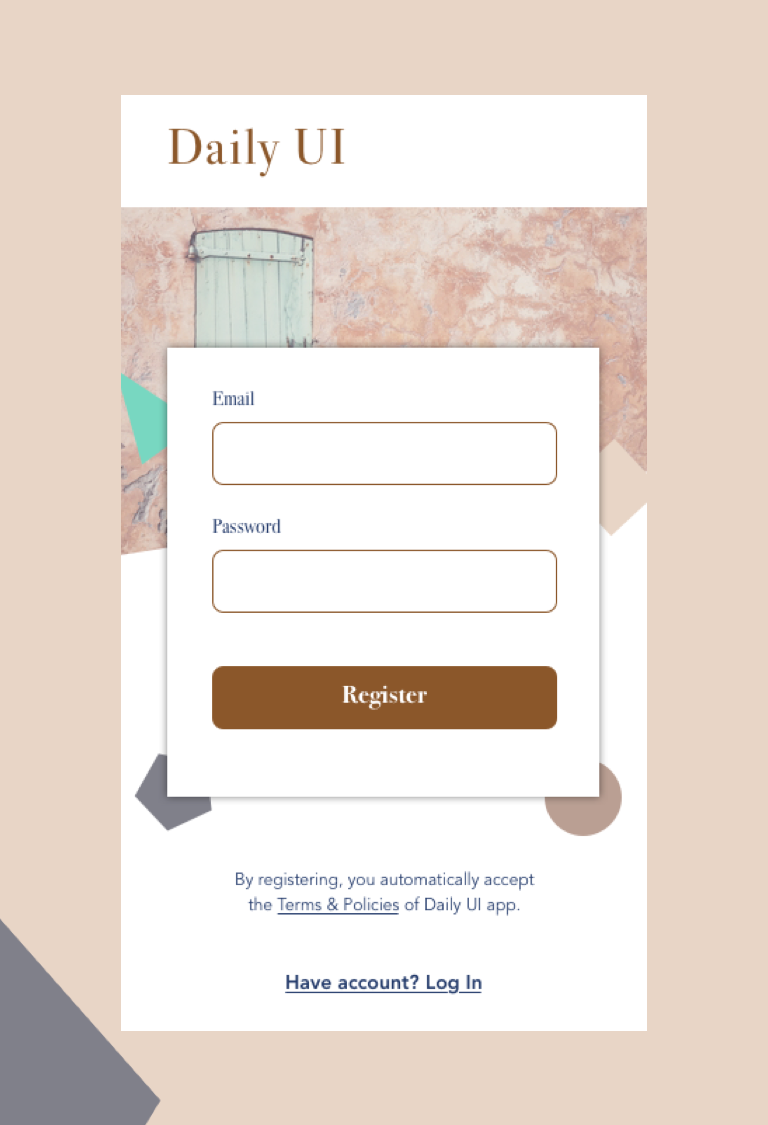 Daily UI
Email
Password
Register
By registering, you automatically accept
the Terms & Policies of Daily UI app.
Have account? Log In